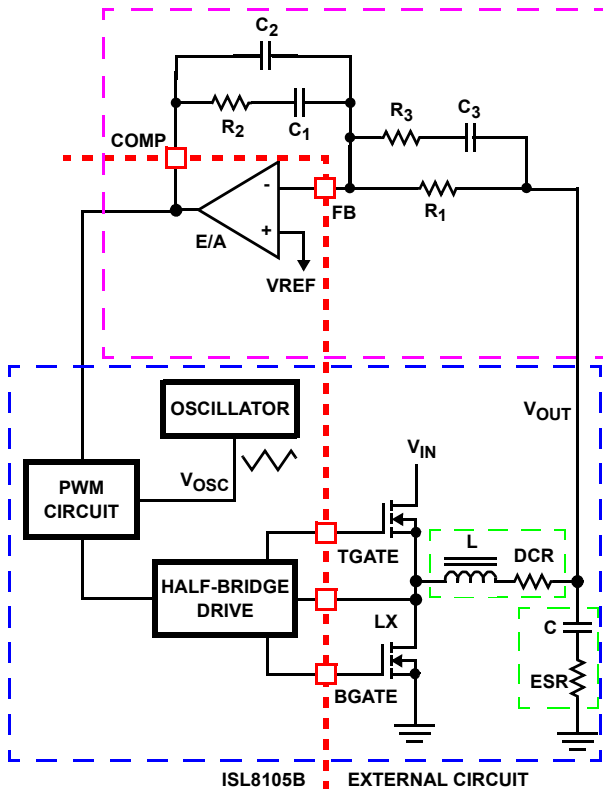 C2
R2
C1
R3
C3
COMP
-
+
E/A
FB
R1
VREF
OSCILLATOR
VOUT
VIN
PWM
CIRCUIT
VOSC
TGATE
L
DCR
HALF-BRIDGE
DRIVE
LX
C
ESR
BGATE
ISL8105B
EXTERNAL CIRCUIT